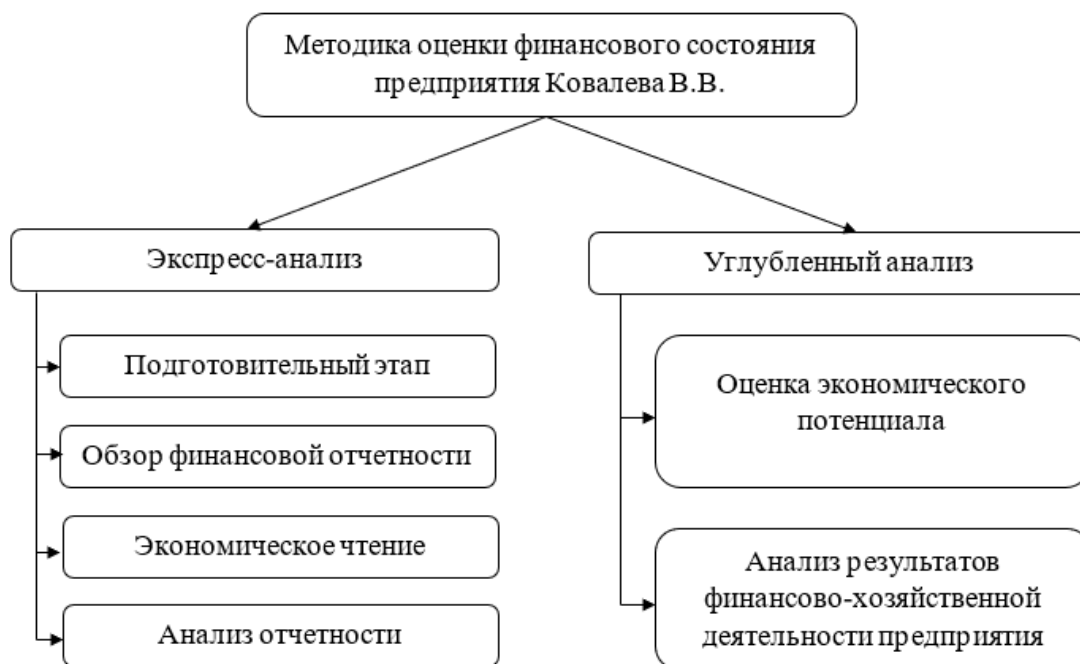 Методика оценки финансового состояния
предприятия Ковалева В.В.
Экспресс-анализ
Подготовительный этап
Обзор финансовой отчетности
Экономическое чтение
Анализ отчетности
Углубленный анализ
Оценка экономического
потенциала
Анализ результатов
финансово-хозяйственной
деятельности предприятия